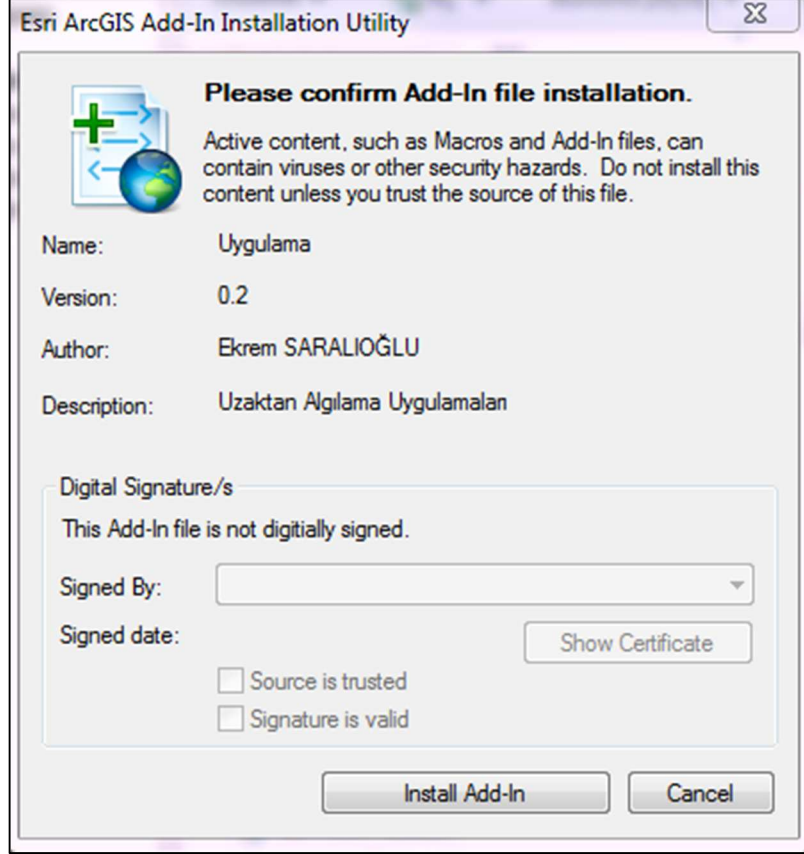 Esri ArcGIS Add-In Installation Utility
Please confirm Add-In file installation.
Active content, such as Macros and Add-In files, can
contain viruses or other security hazards.  Do not install this
content unless you trust the source of this file.
Name: Uygulama
Version: 0.2
Author: Ekrem SARALIOĞLU
Description: Uzaktan Algılama Uygulamaları
Digital Signature/s
This Add-In file is not digitially signed.
Signed By:
Signed date:
Show Certificate
Source is trusted
Signature is valid
Install Add-In Cancel